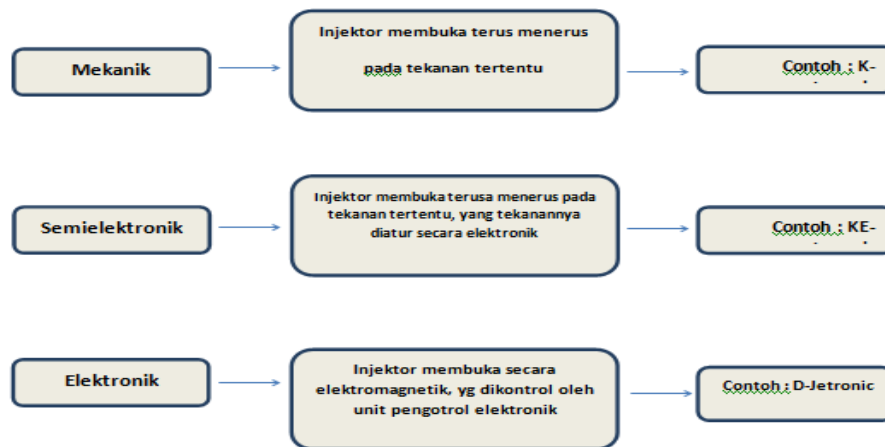 Mekanik
Injektor membuka terus menerus
pada tekanan tertentu
Contoh : K-
Semielektronik
Injektor membuka terusa menerus pada
tekanan tertentu, yang tekanannya
diatur secara elektronik
Contoh : KE-
Elektronik
Injektor membuka secara
elektromagnetik, yg dikontrol oleh
unit pengotrol elektronik
Contoh : D-Jetronic